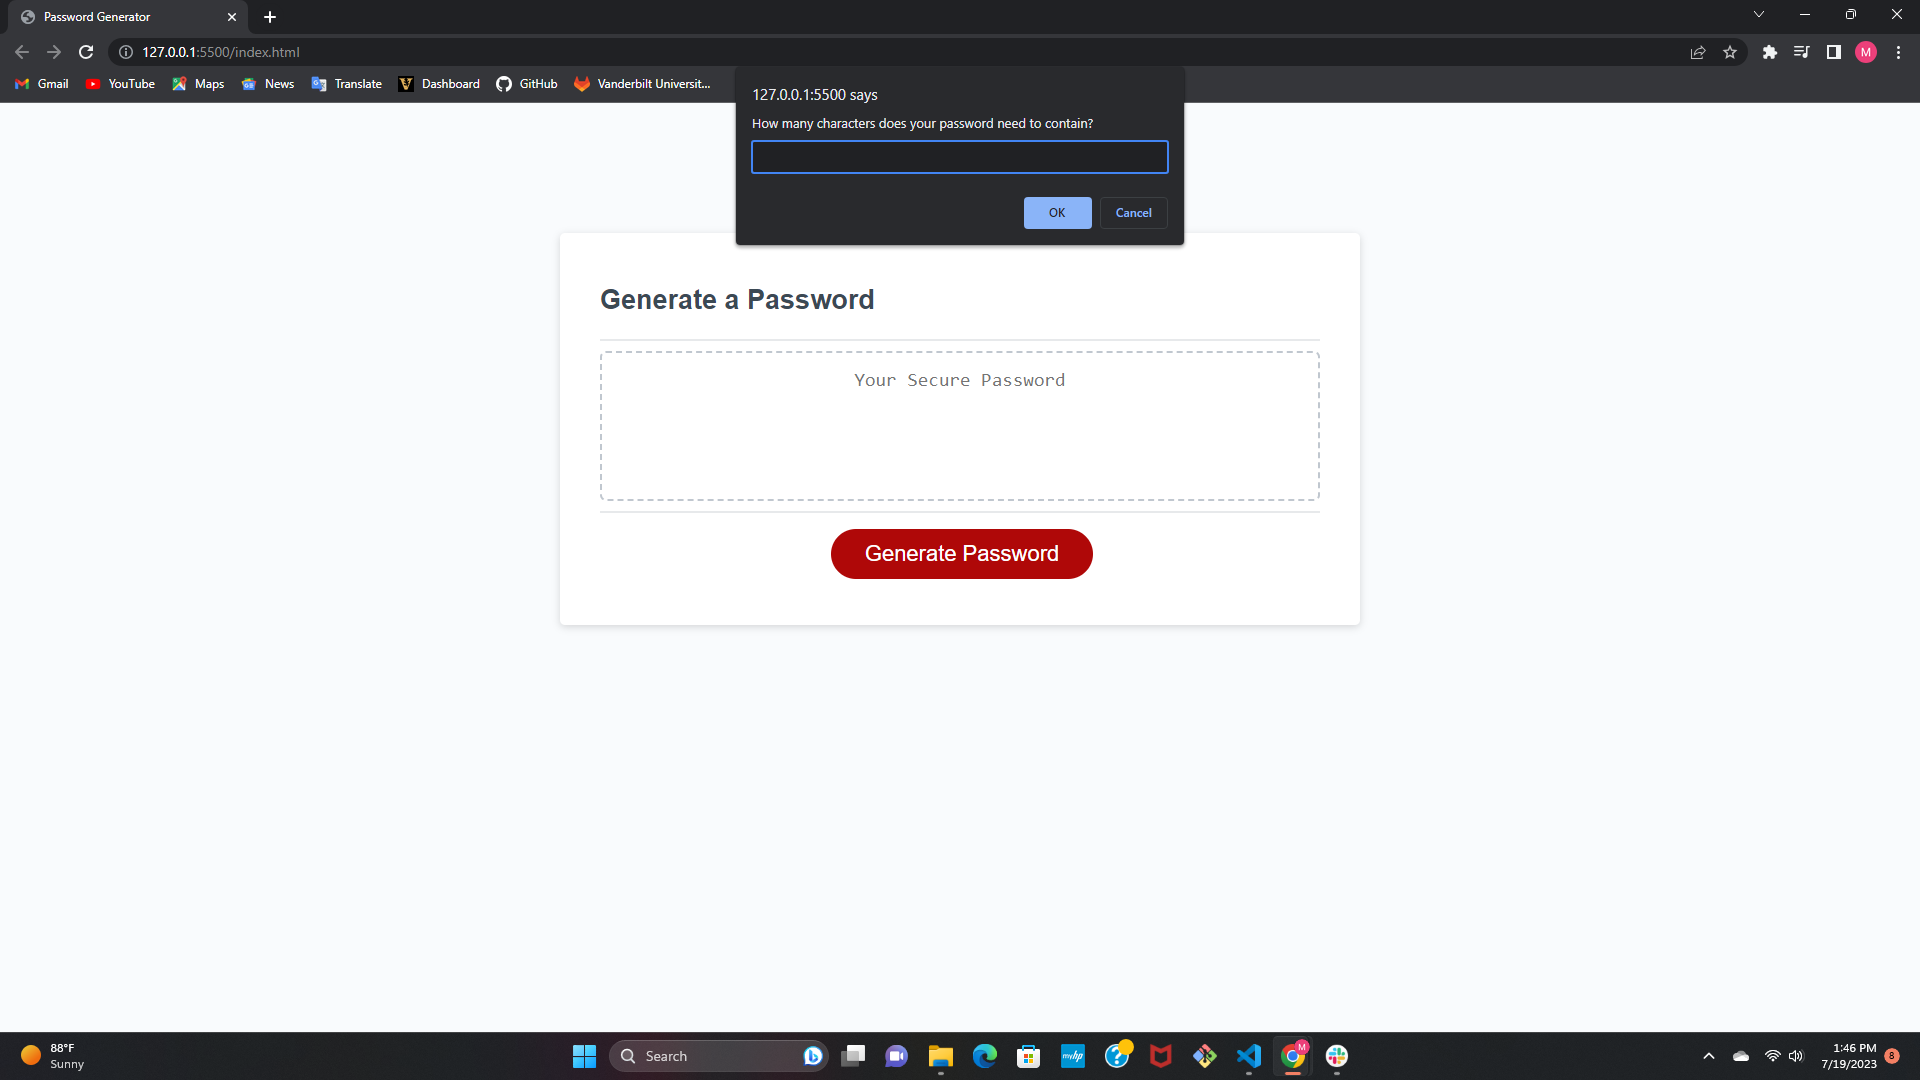 Password Generator
127.0.0.1:5500/index.html
M
Gmail
YouTube
Maps
News
Translate
Dashboard
GitHub
Vanderbilt Universit...
127.0.0.1:5500 says
How many characters does your password need to contain?
OK
Cancel
Generate a Password
Your Secure Password
Generate Password
88°F
Sunny
Search
myhp
M
1:46 PM
7/19/2023
8